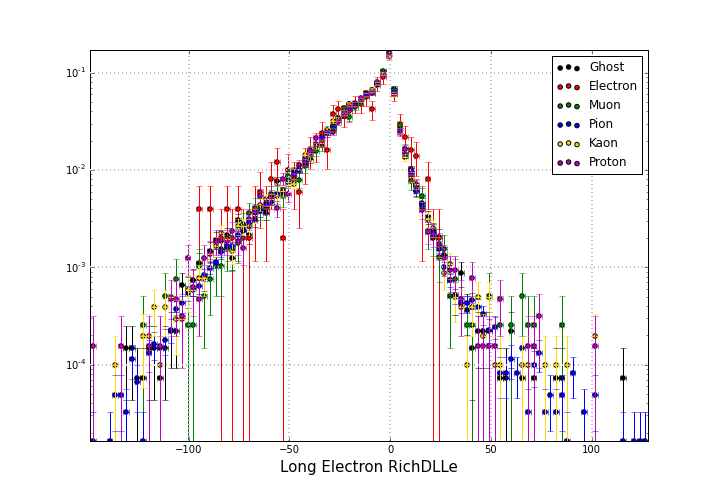 10⁻¹
10⁻²
10⁻³
10⁻⁴
−100
−50
0
50
100
Long Electron RichDLLe
Ghost
Electron
Muon
Pion
Kaon
Proton